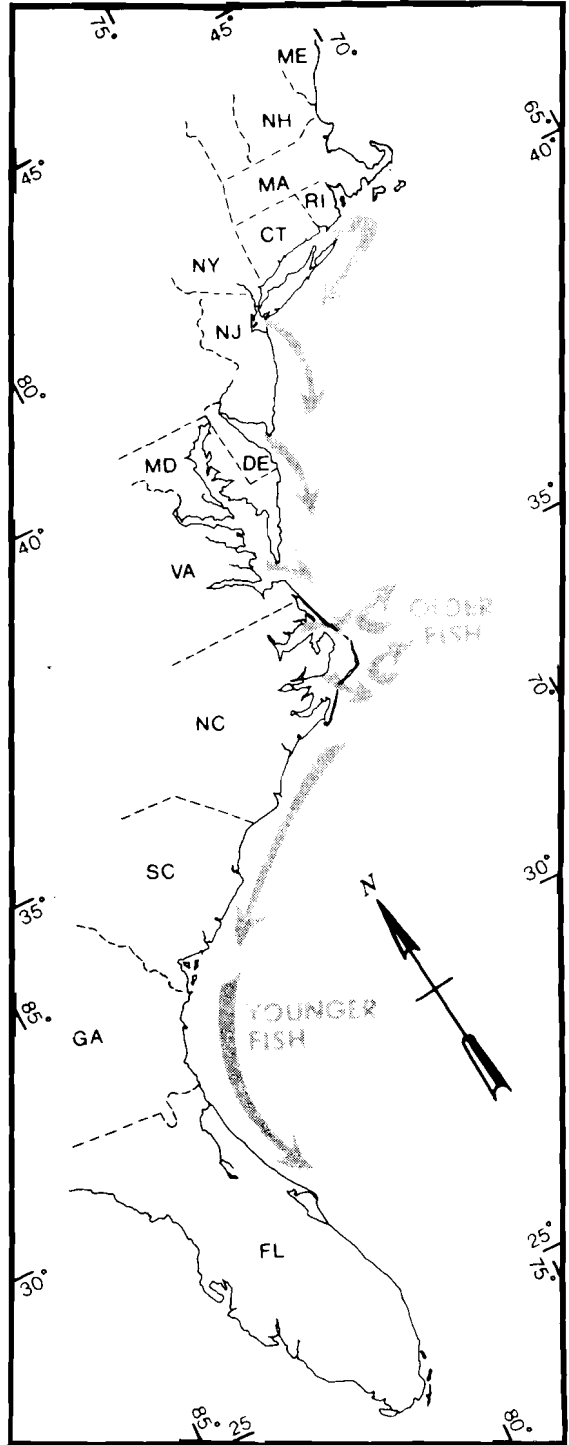 75°
45°
70°
ME
65°
40°
NH
45°
MA
RI
CT
NY
NJ
80°
MD
DE
35°
40°
VA
OLDER
FISH
70°
NC
30°
SC
N
35°
85°
YOUNGER
FISH
GA
25°
75°
FL
30°
85°
25
80°